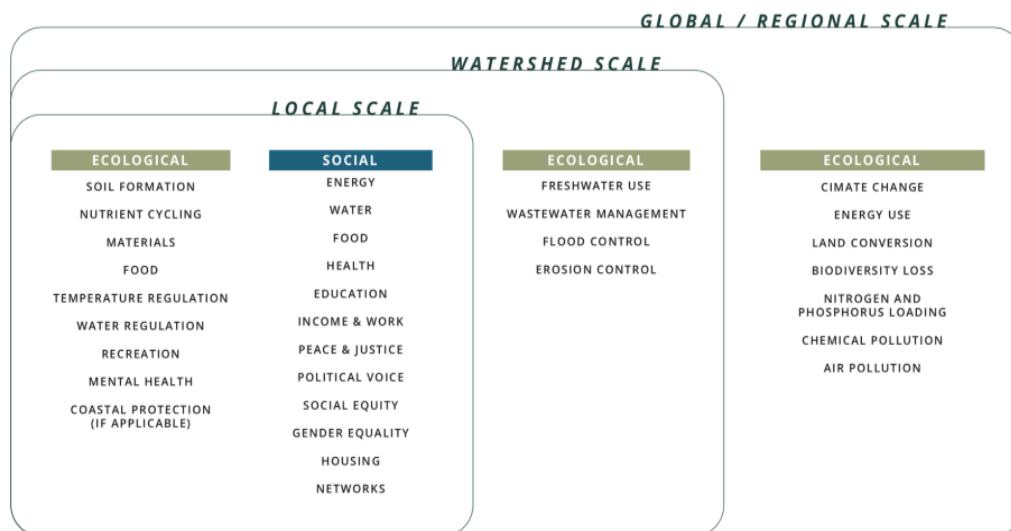 GLOBAL / REGIONAL SCALE
WATERSHED SCALE
LOCAL SCALE
ECOLOGICAL
SOIL FORMATION
NUTRIENT CYCLING
MATERIALS
FOOD
TEMPERATURE REGULATION
WATER REGULATION
RECREATION
MENTAL HEALTH
COASTAL PROTECTION
(IF APPLICABLE)
SOCIAL
ENERGY
WATER
FOOD
HEALTH
EDUCATION
INCOME & WORK
PEACE & JUSTICE
POLITICAL VOICE
SOCIAL EQUITY
GENDER EQUALITY
HOUSING
NETWORKS
ECOLOGICAL
FRESHWATER USE
WASTEWATER MANAGEMENT
FLOOD CONTROL
EROSION CONTROL
ECOLOGICAL
CIMATE CHANGE
ENERGY USE
LAND CONVERSION
BIODIVERSITY LOSS
NITROGEN AND
PHOSPHORUS LOADING
CHEMICAL POLLUTION
AIR POLLUTION